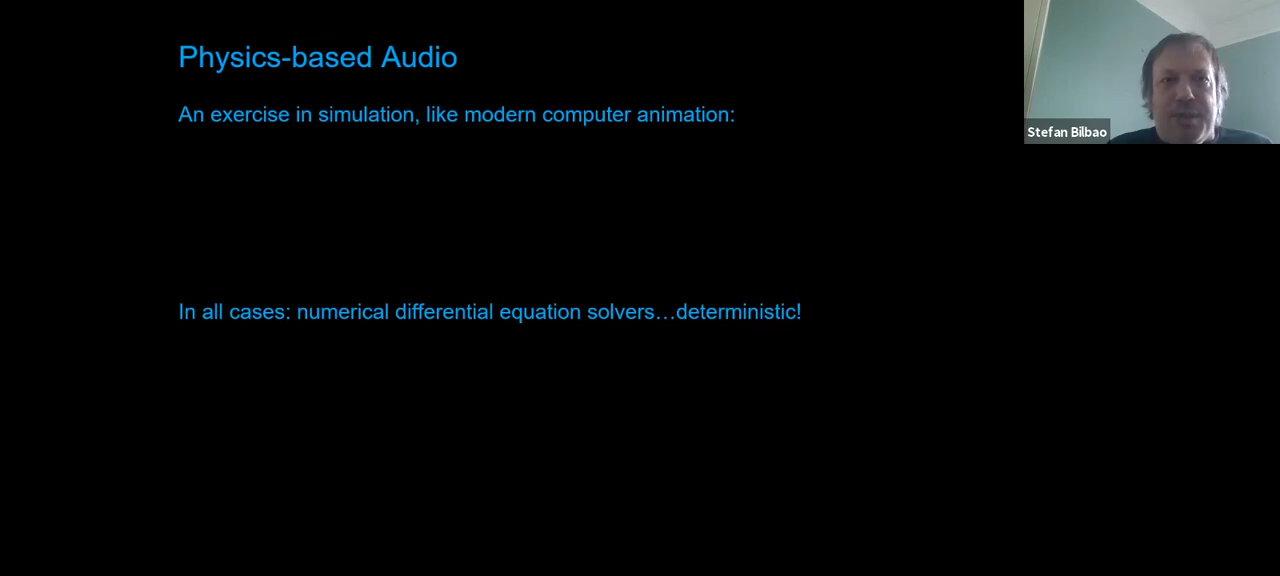 Physics-based Audio
An exercise in simulation, like modern computer animation:
Stefan Bilbao
In all cases: numerical differential equation solvers…deterministic!